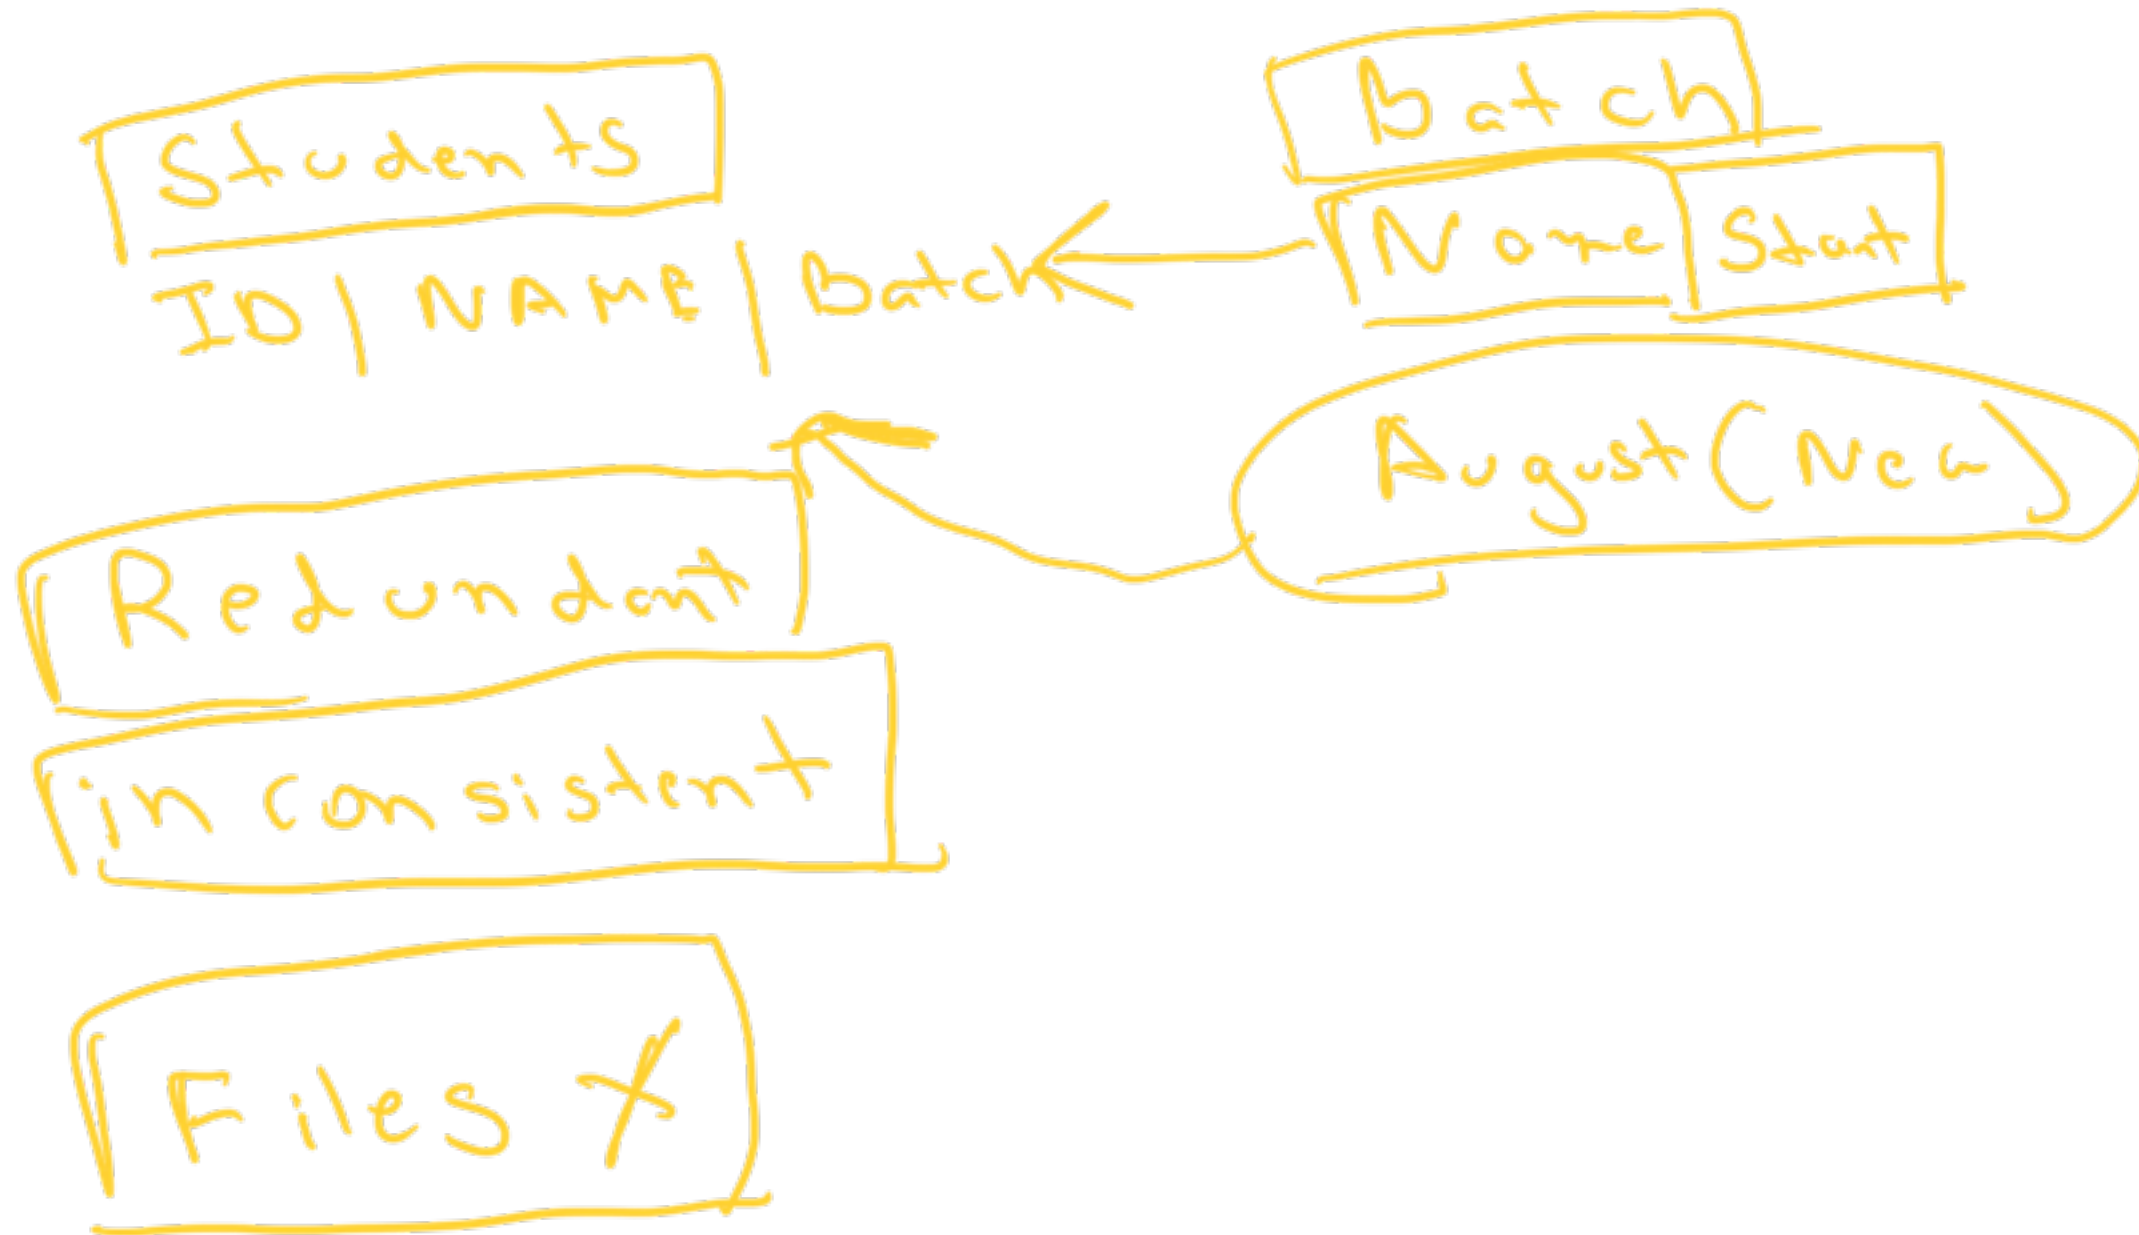 Students
ID | NAME | Batch
Batch
Name | Start
August (New)
Redundant
inconsistent
Files X